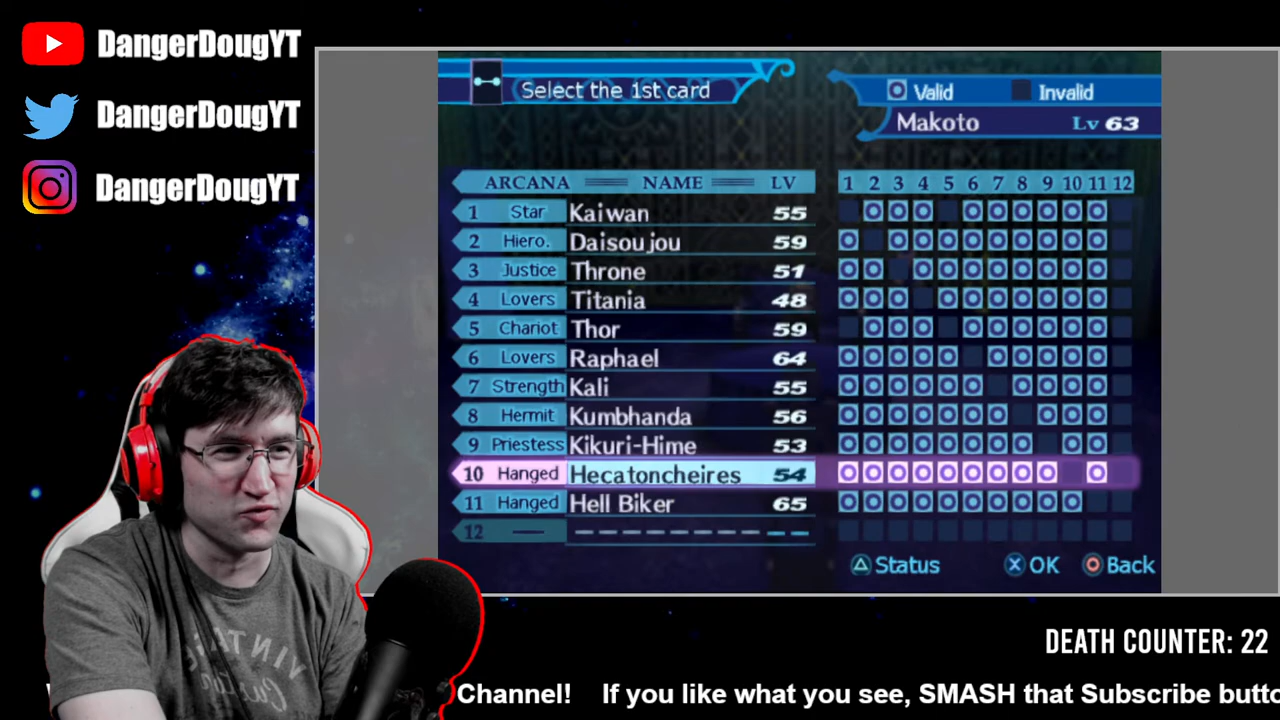 DangerDougYT
DangerDougYT
DangerDougYT
Select the 1st card
Valid Invalid
Makoto Lv 63
ARCANA NAME LV 1 2 3 4 5 6 7 8 9 10 11 12
1 Star Kaiwan 55
2 Hiero. Daisoujou 59
3 Justice Throne 51
4 Lovers Titania 48
5 Chariot Thor 59
6 Lovers Raphael 64
7 Strength Kali 55
8 Hermit Kumbhanda 56
9 Priestess Kikuri-Hime 53
10 Hanged Hecatoncheires 54
11 Hanged Hell Biker 65
12
Status OK Back
DEATH COUNTER: 22
Channel! If you like what you see, SMASH that Subscribe butto